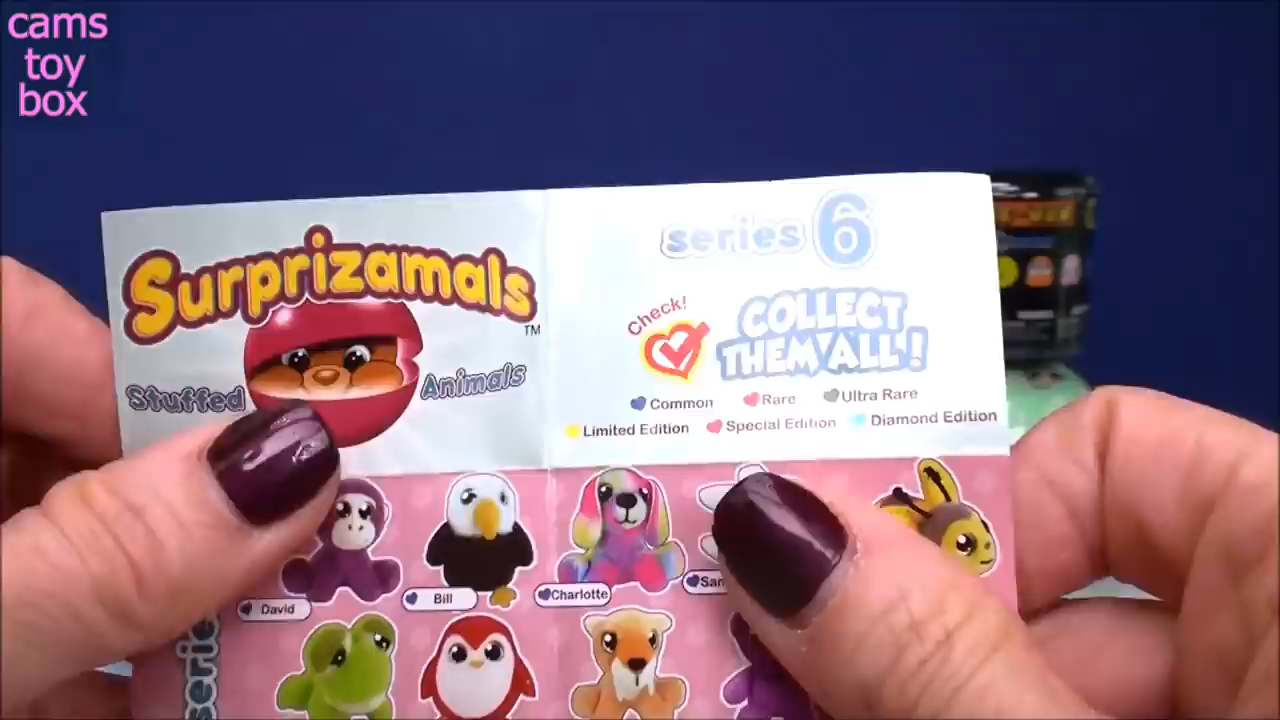 cams
toy
box
Surprizamals
TM
Stuffed Animals
series 6
Check!
COLLECT
THEM ALL!
Common Rare Ultra Rare
Limited Edition Special Edition Diamond Edition
David Bill Charlotte